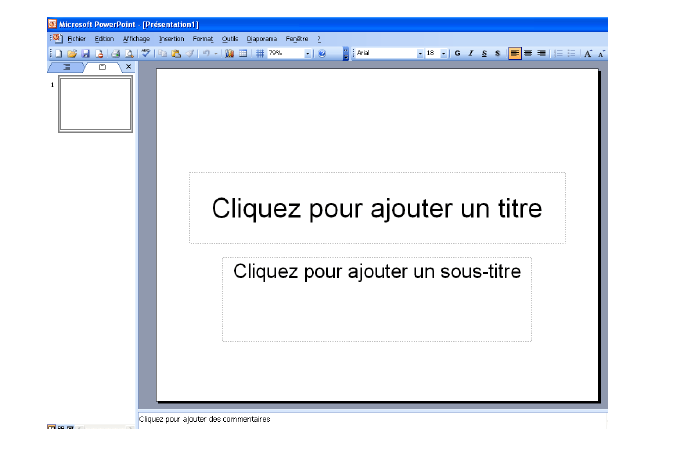 Microsoft PowerPoint - [Présentation1]
Fichier Edition Affichage Insertion Format Outils Diaporama Fenêtre ?
79% Arial 18 G I S S
1
Cliquez pour ajouter un titre
Cliquez pour ajouter un sous-titre
Cliquez pour ajouter des commentaires